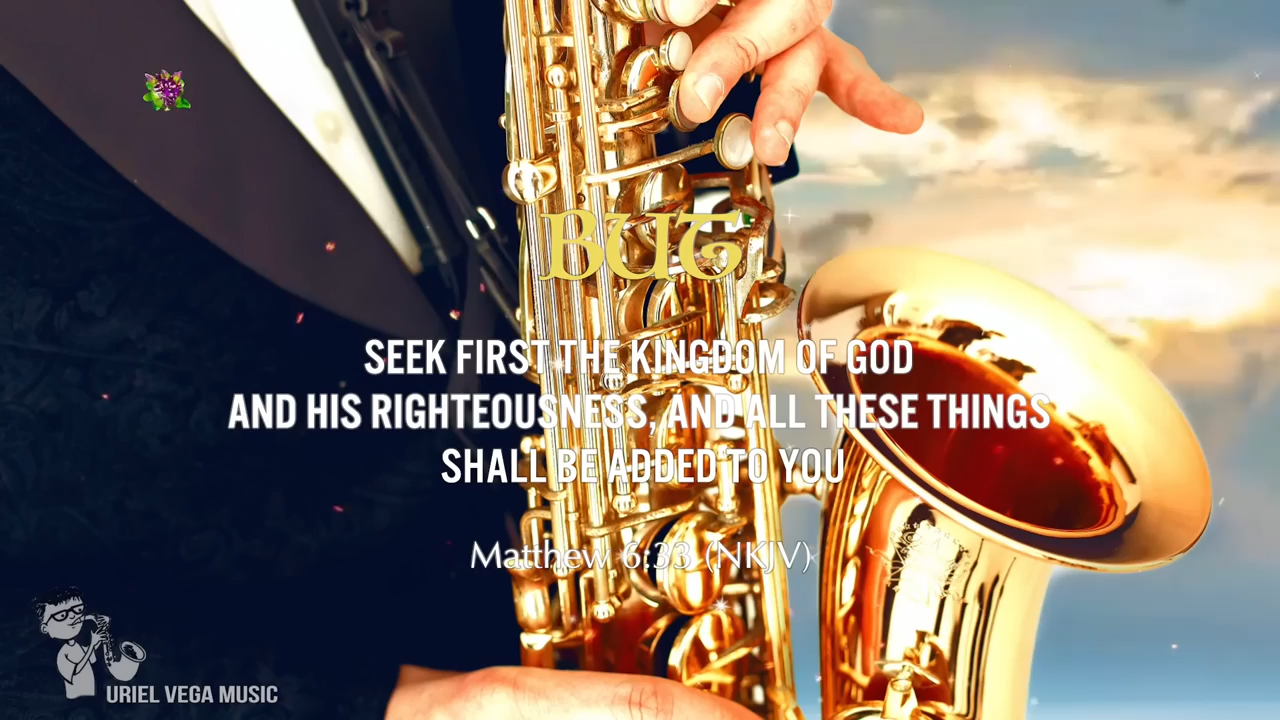 BUT
SEEK FIRST THE KINGDOM OF GOD
AND HIS RIGHTEOUSNESS, AND ALL THESE THINGS
SHALL BE ADDED TO YOU
Matthew 6:33 (NKJV)
URIEL VEGA MUSIC